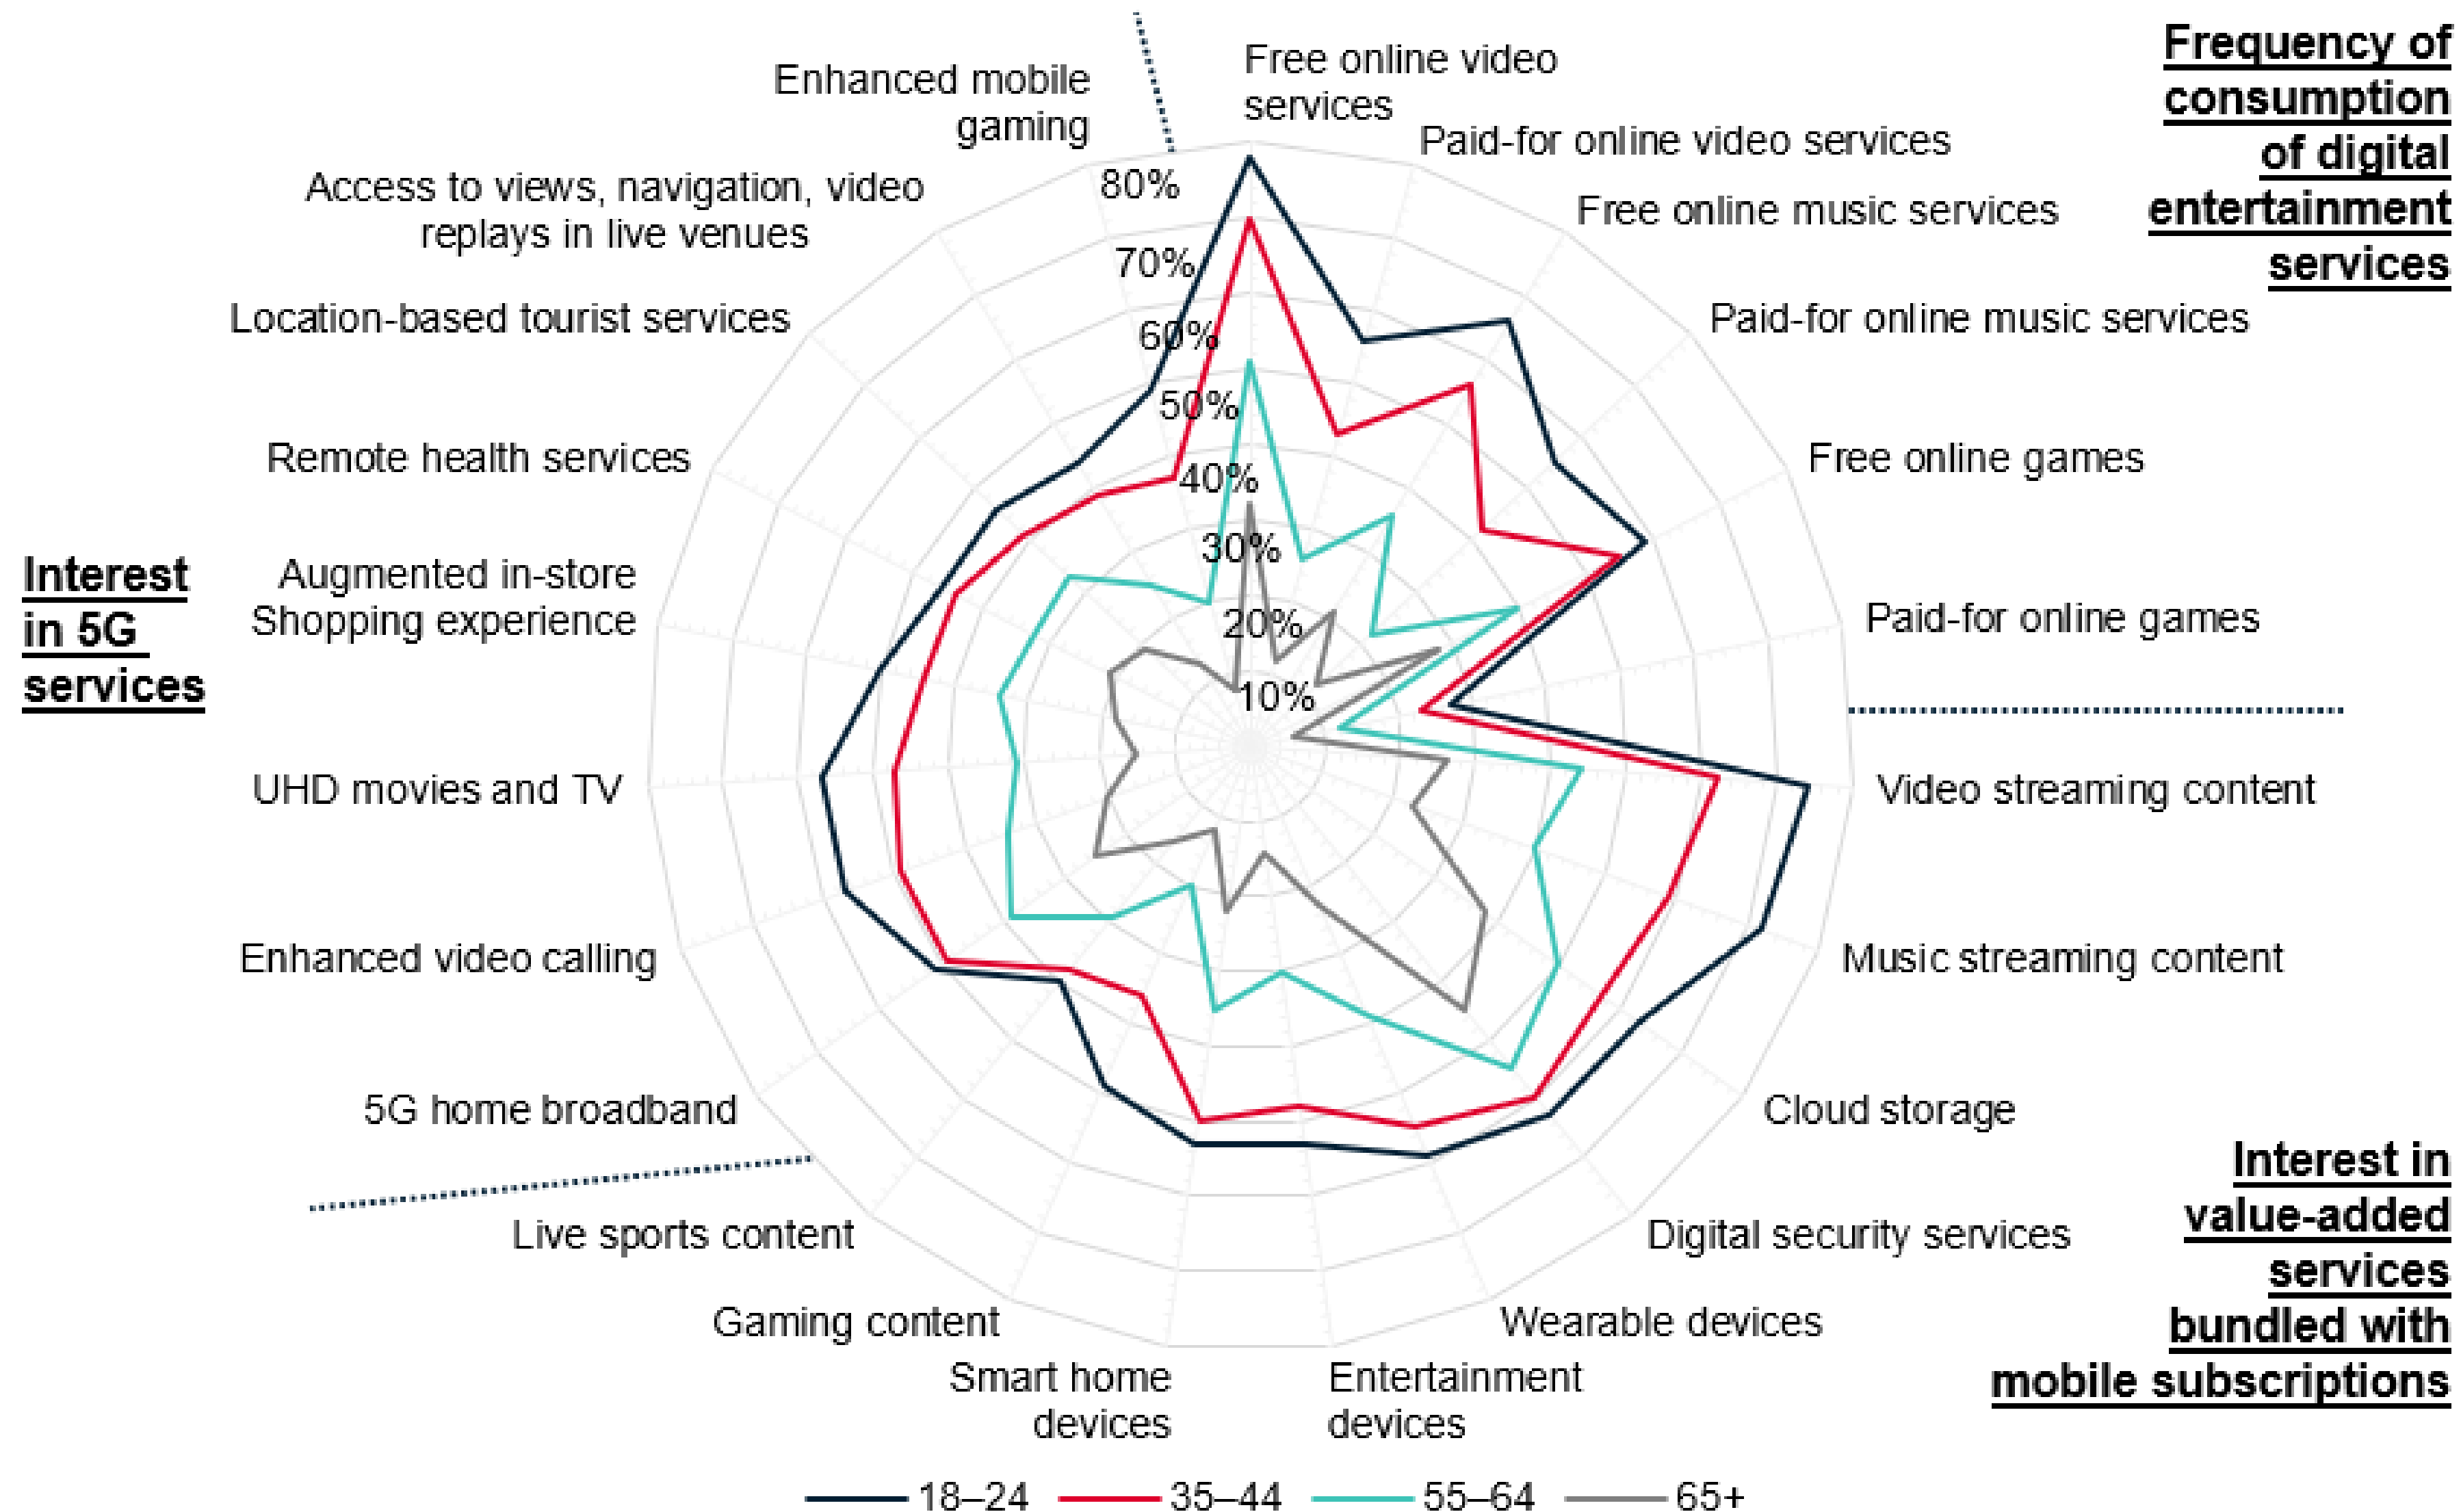 Frequency of
consumption
of digital
entertainment
services
Free online video
services
Paid-for online video services
Free online music services
Paid-for online music services
Free online games
Paid-for online games
Video streaming content
Music streaming content
Cloud storage
Digital security services
Wearable devices
Entertainment
devices
Smart home
devices
Gaming content
Live sports content
5G home broadband
Enhanced video calling
UHD movies and TV
Augmented in-store
Shopping experience
Remote health services
Location-based tourist services
Access to views, navigation, video
replays in live venues
Enhanced mobile
gaming
80%
70%
60%
50%
40%
30%
20%
10%
Interest
in 5G
services
Interest in
value-added
services
bundled with
mobile subscriptions
18–24 35–44 55–64 65+